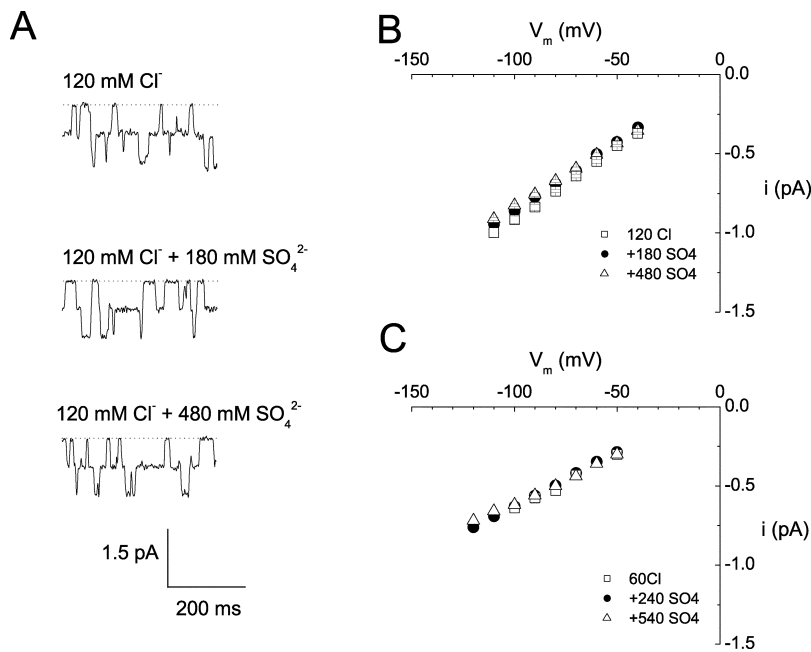 A
120 mM Cl⁻
120 mM Cl⁻ + 180 mM SO₄²⁻
120 mM Cl⁻ + 480 mM SO₄²⁻
1.5 pA
200 ms
B
Vₘ (mV)
-150 -100 -50 0
0.0
-0.5
i (pA)
-1.0
-1.5
120 Cl
+180 SO4
+480 SO4
C
Vₘ (mV)
-150 -100 -50 0
0.0
-0.5
i (pA)
-1.0
-1.5
60Cl
+240 SO4
+540 SO4